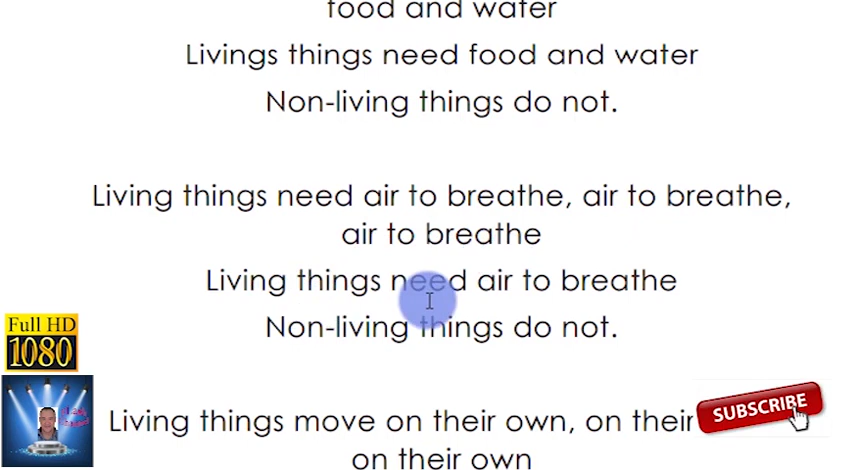 food and water
Livings things need food and water
Non-living things do not.
Living things need air to breathe, air to breathe,
air to breathe
Living things need air to breathe
Non-living things do not.
Full HD
1080
Living things move on their own, on their
SUBSCRIBE
on their own